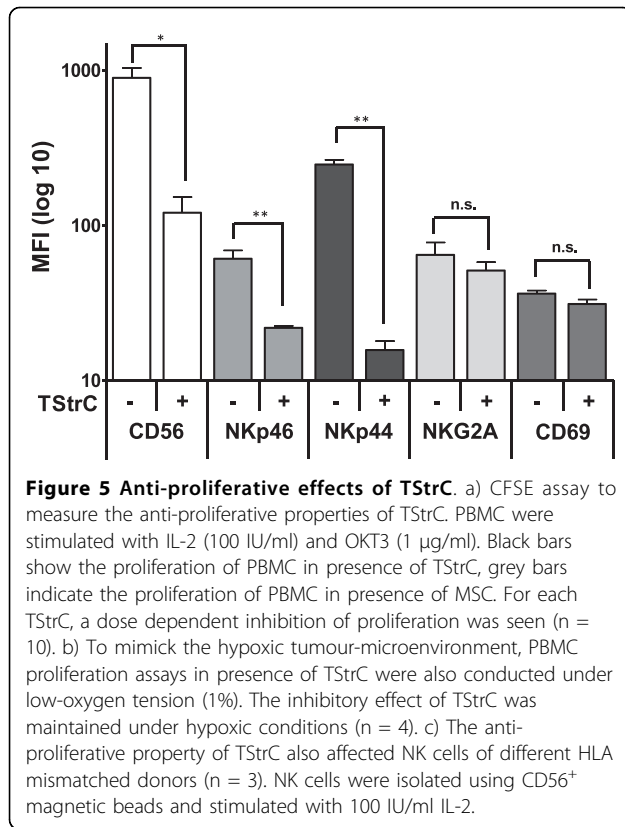 *
1000
**
**
n.s.
n.s.
100
10
MFI (log 10)
TStrC - + - + - + - + - +
CD56 NKp46 NKp44 NKG2A CD69
Figure 5 Anti-proliferative effects of TStrC. a) CFSE assay to
measure the anti-proliferative properties of TStrC. PBMC were
stimulated with IL-2 (100 IU/ml) and OKT3 (1 μg/ml). Black bars
show the proliferation of PBMC in presence of TStrC, grey bars
indicate the proliferation of PBMC in presence of MSC. For each
TStrC, a dose dependent inhibition of proliferation was seen (n =
10). b) To mimick the hypoxic tumour-microenvironment, PBMC
proliferation assays in presence of TStrC were also conducted under
low-oxygen tension (1%). The inhibitory effect of TStrC was
maintained under hypoxic conditions (n = 4). c) The anti-
proliferative property of TStrC also affected NK cells of different HLA
mismatched donors (n = 3). NK cells were isolated using CD56⁺
magnetic beads and stimulated with 100 IU/ml IL-2.